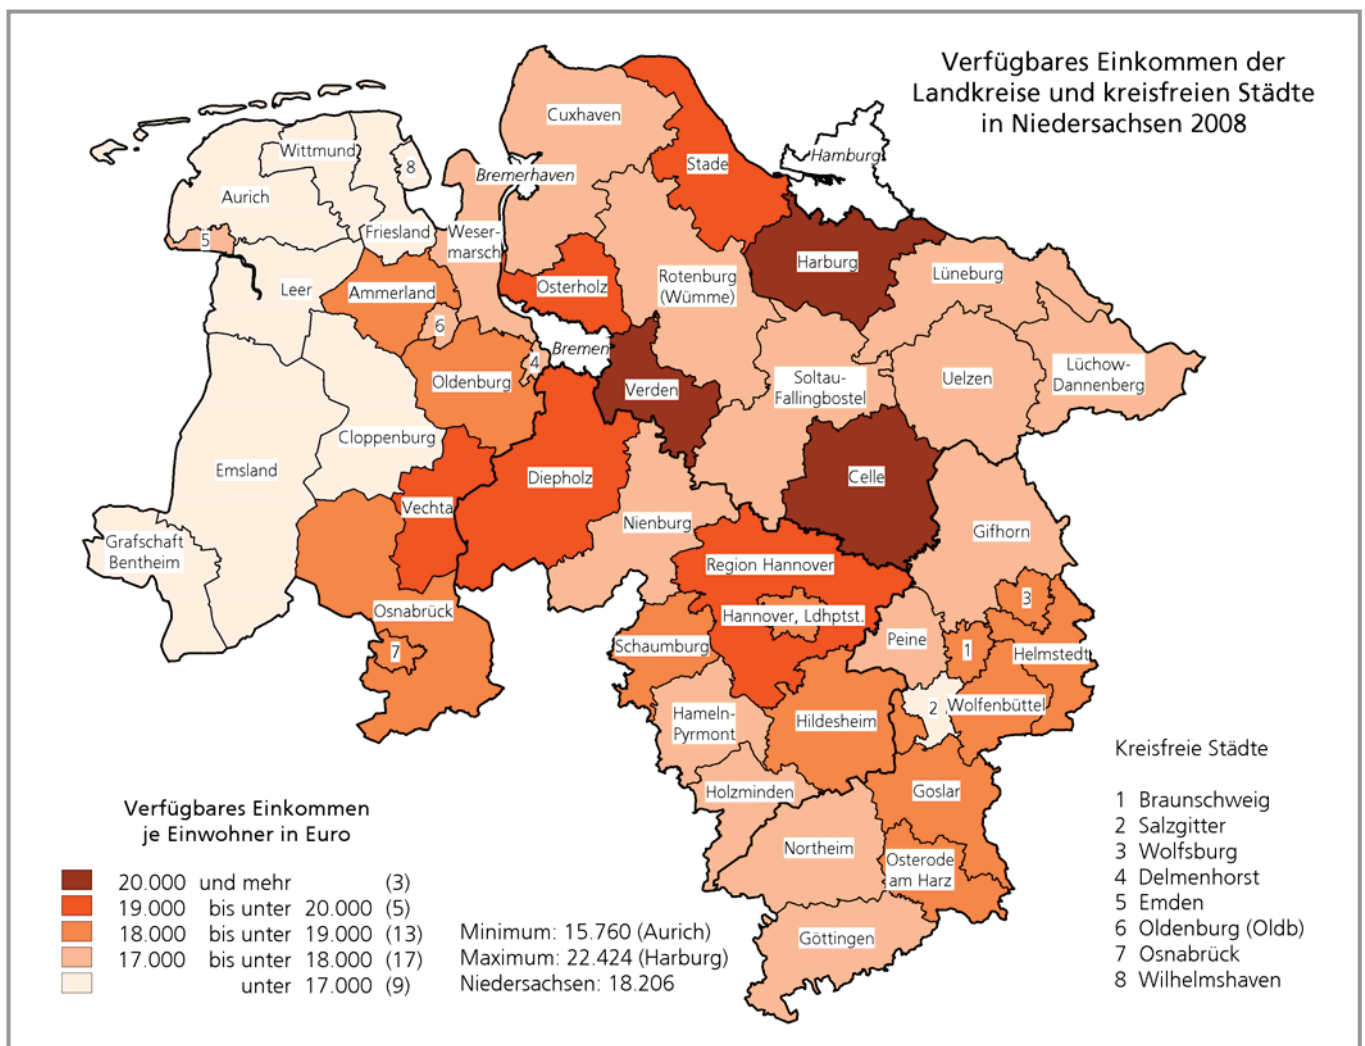 Verfügbares Einkommen der
Landkreise und kreisfreien Städte
in Niedersachsen 2008
Cuxhaven
Wittmund
Stade
Hamburg
8
Bremerhaven
Aurich
Friesland
Weser-
marsch
5
Harburg
Lüneburg
Rotenburg
(Wümme)
Leer
Ammerland
Osterholz
6
Bremen
4
Oldenburg
Verden
Soltau-
Fallingbostel
Uelzen
Lüchow-
Dannenberg
Cloppenburg
Emsland
Diepholz
Celle
Vechta
Nienburg
Gifhorn
Grafschaft
Bentheim
Region Hannover
3
Osnabrück
Hannover, Ldhptst.
Peine
7
Schaumburg
1
Helmstedt
2
Wolfenbüttel
Hameln-
Pyrmont
Hildesheim
Holzminden
Goslar
Northeim
Osterode
am Harz
Göttingen
Kreisfreie Städte
1 Braunschweig
2 Salzgitter
3 Wolfsburg
4 Delmenhorst
5 Emden
6 Oldenburg (Oldb)
7 Osnabrück
8 Wilhelmshaven
Verfügbares Einkommen
je Einwohner in Euro
20.000 und mehr (3)
19.000 bis unter 20.000 (5)
18.000 bis unter 19.000 (13)
17.000 bis unter 18.000 (17)
unter 17.000 (9)
Minimum: 15.760 (Aurich)
Maximum: 22.424 (Harburg)
Niedersachsen: 18.206